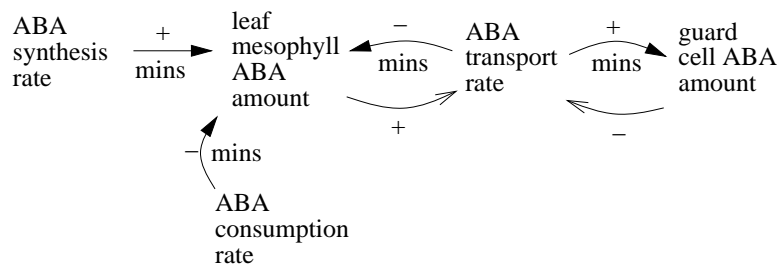 ABA
synthesis
rate
+
mins
leaf
mesophyll
ABA
amount
−
mins
+
ABA
transport
rate
+
mins
−
guard
cell ABA
amount
− mins
ABA
consumption
rate